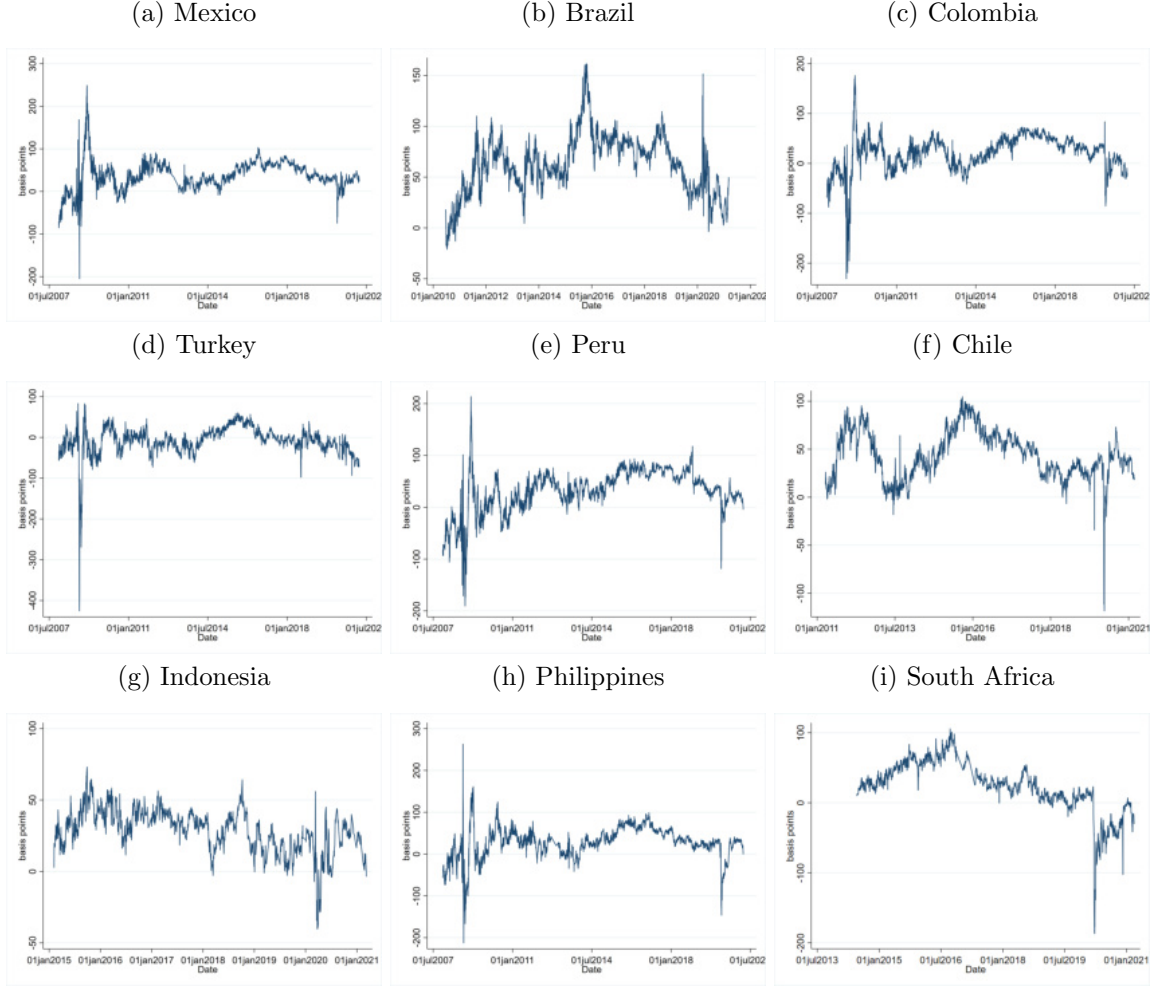 (a) Mexico
(b) Brazil
(c) Colombia
300
200
100
0
-100
-200
basis points
01jul2007
01jan2011
01jul2014
01jan2018
01jul202
Date
150
100
50
0
-50
basis points
01jan2010
01jan2012
01jan2014
01jan2016
01jan2018
01jan2020
01jan202
Date
200
100
0
-100
-200
basis points
01jul2007
01jan2011
01jul2014
01jan2018
01jul202
Date
(d) Turkey
(e) Peru
(f) Chile
100
0
-100
-200
-300
-400
basis points
01jul2007
01jan2011
01jul2014
01jan2018
01jul202
Date
200
100
0
-100
-200
basis points
01jul2007
01jan2011
01jul2014
01jan2018
01jul202
Date
100
50
0
-50
-100
basis points
01jan2011
01jul2013
01jan2016
01jul2018
01jan2021
Date
(g) Indonesia
(h) Philippines
(i) South Africa
100
50
0
-50
basis points
01jan2015
01jan2016
01jan2017
01jan2018
01jan2019
01jan2020
01jan2021
Date
300
200
100
0
-100
-200
basis points
01jul2007
01jan2011
01jul2014
01jan2018
01jul202
Date
100
0
-100
-200
basis points
01jul2013
01jan2015
01jul2016
01jan2018
01jul2019
01jan2021
Date